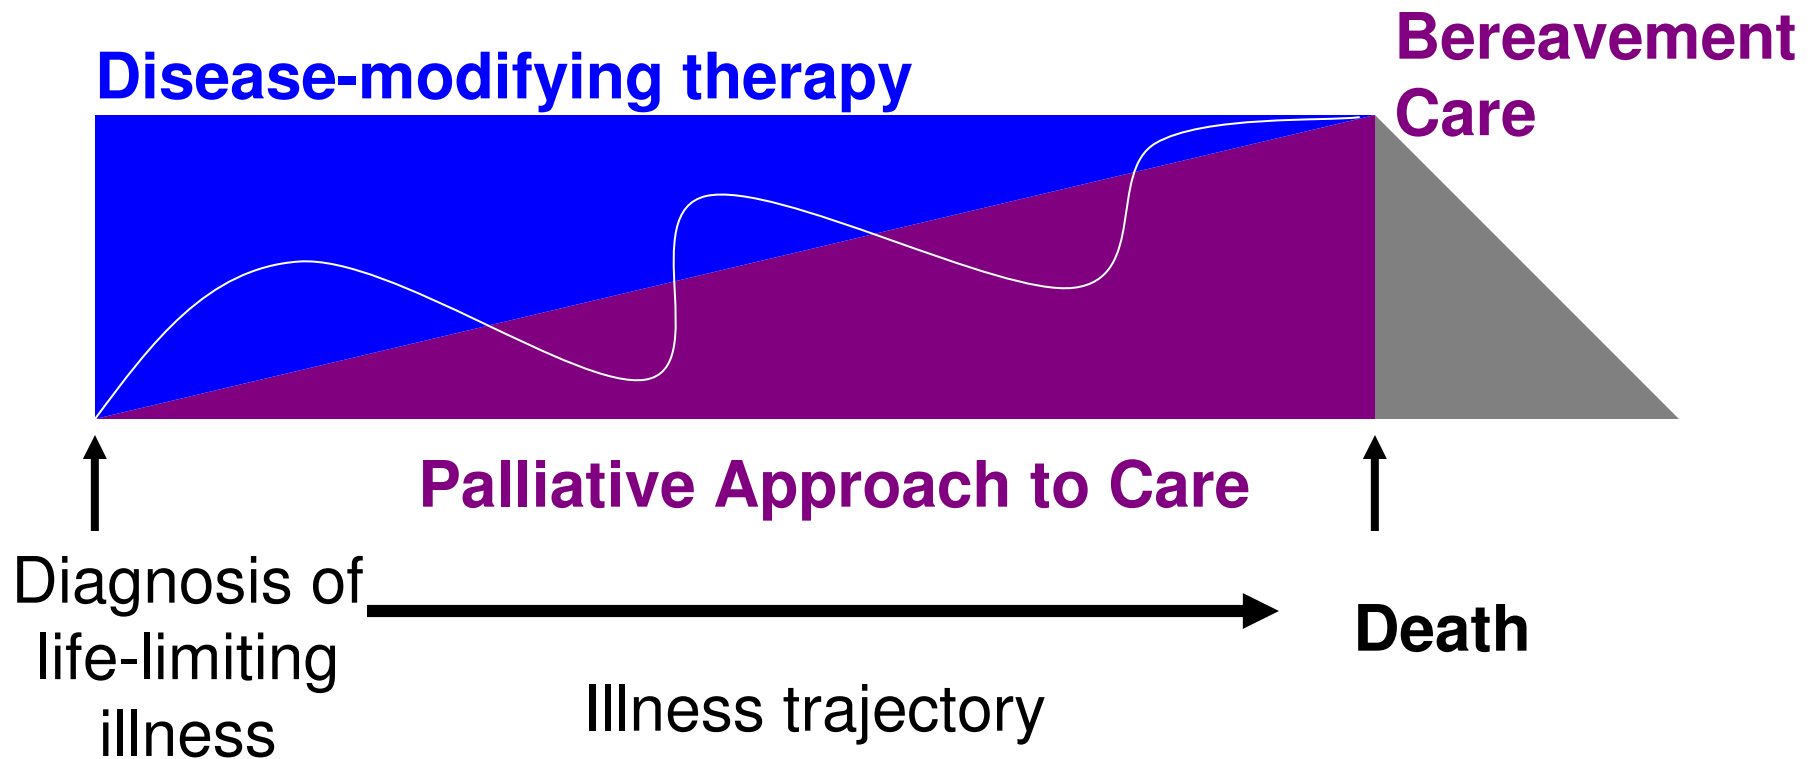 Bereavement
Care
Disease-modifying therapy
Palliative Approach to Care
Diagnosis of
life-limiting
illness
Death
Illness trajectory